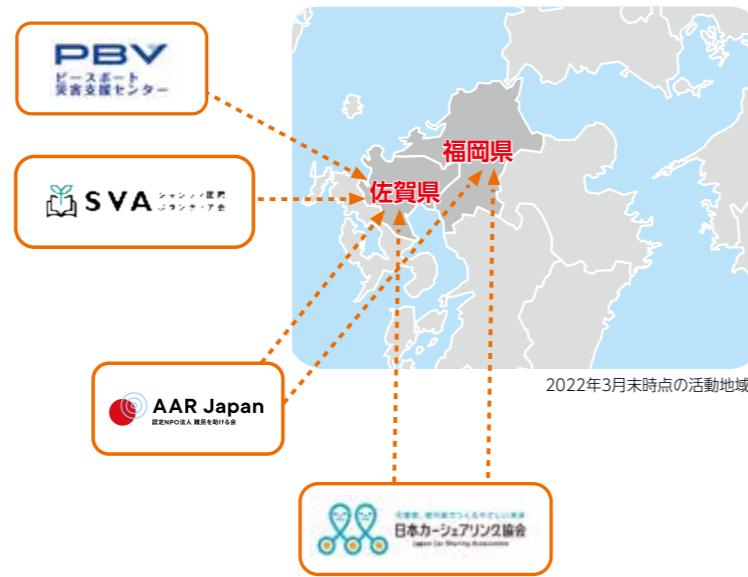 PBV
ピースボート
災害支援センター
福岡県
佐賀県
SVA
シャンティ国際
ボランティア会
2022年3月末時点の活動地域
AAR Japan
認定NPO法人 難民を助ける会
日本カーシェアリング協会
Japan Car Sharing Association